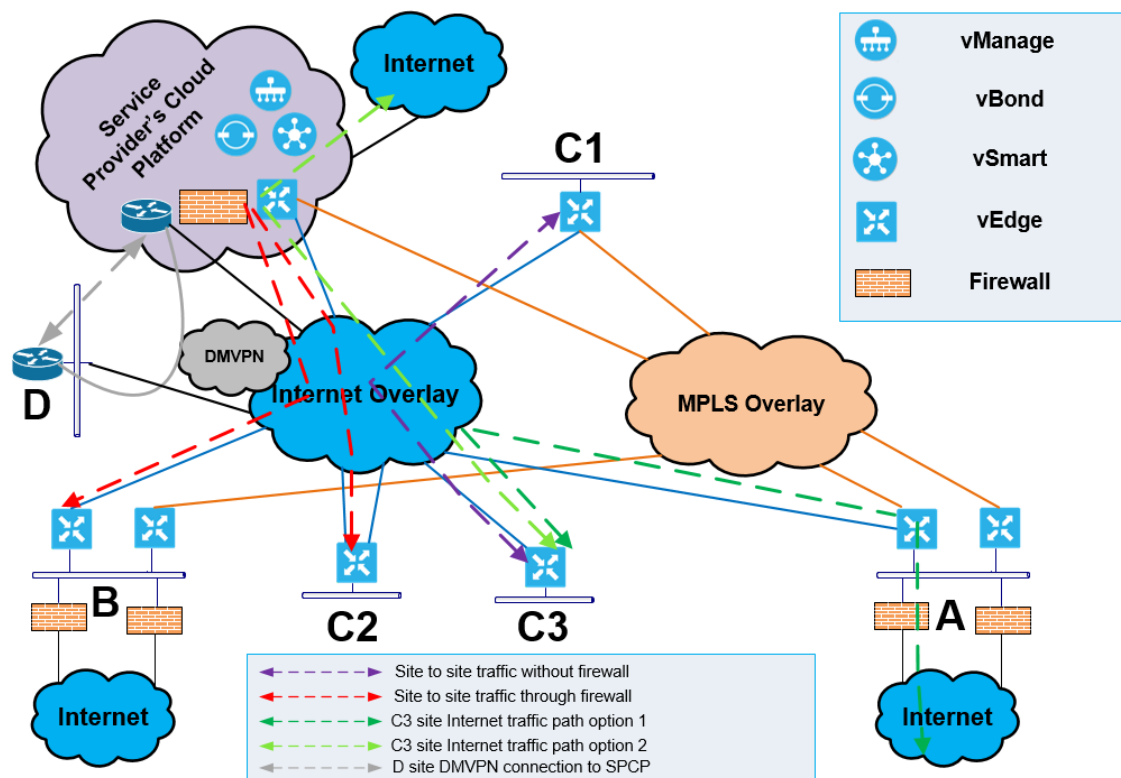 Service
Provider's Cloud
Platform
Internet
C1
vManage
vBond
vSmart
vEdge
Firewall
DMVPN
D
Internet Overlay
MPLS Overlay
B
C2
C3
A
Internet
Internet
Site to site traffic without firewall
Site to site traffic through firewall
C3 site Internet traffic path option 1
C3 site Internet traffic path option 2
D site DMVPN connection to SPCP